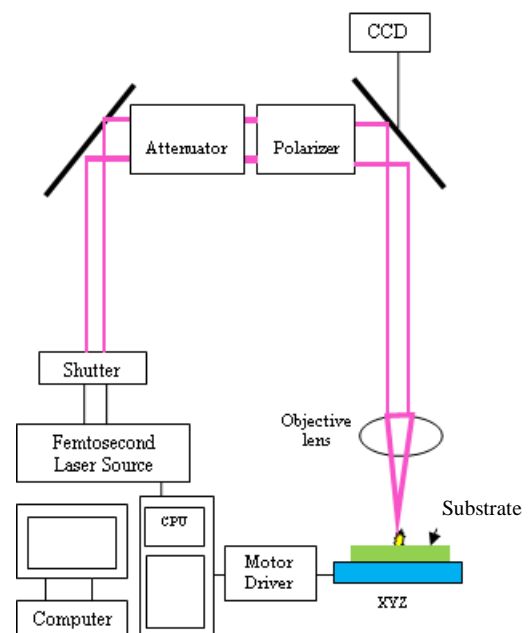 CCD
Attenuator
Polarizer
Shutter
Objective
lens
Femtosecond
Laser Source
Substrate
CPU
Motor
Driver
XYZ
Computer